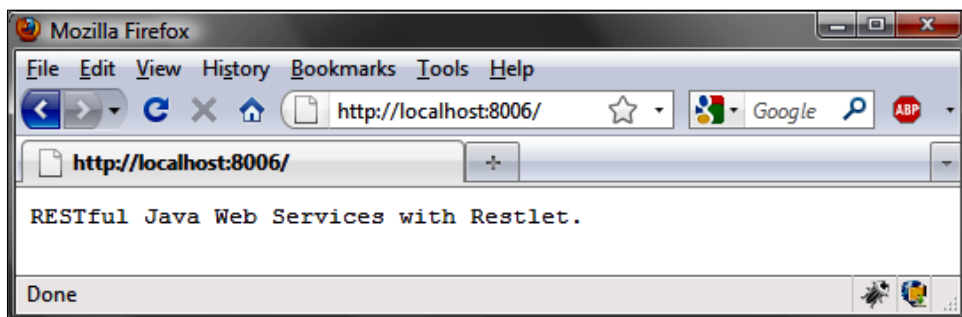 Mozilla Firefox
File Edit View History Bookmarks Tools Help
http://localhost:8006/ Google ABP
http://localhost:8006/
RESTful Java Web Services with Restlet.
Done